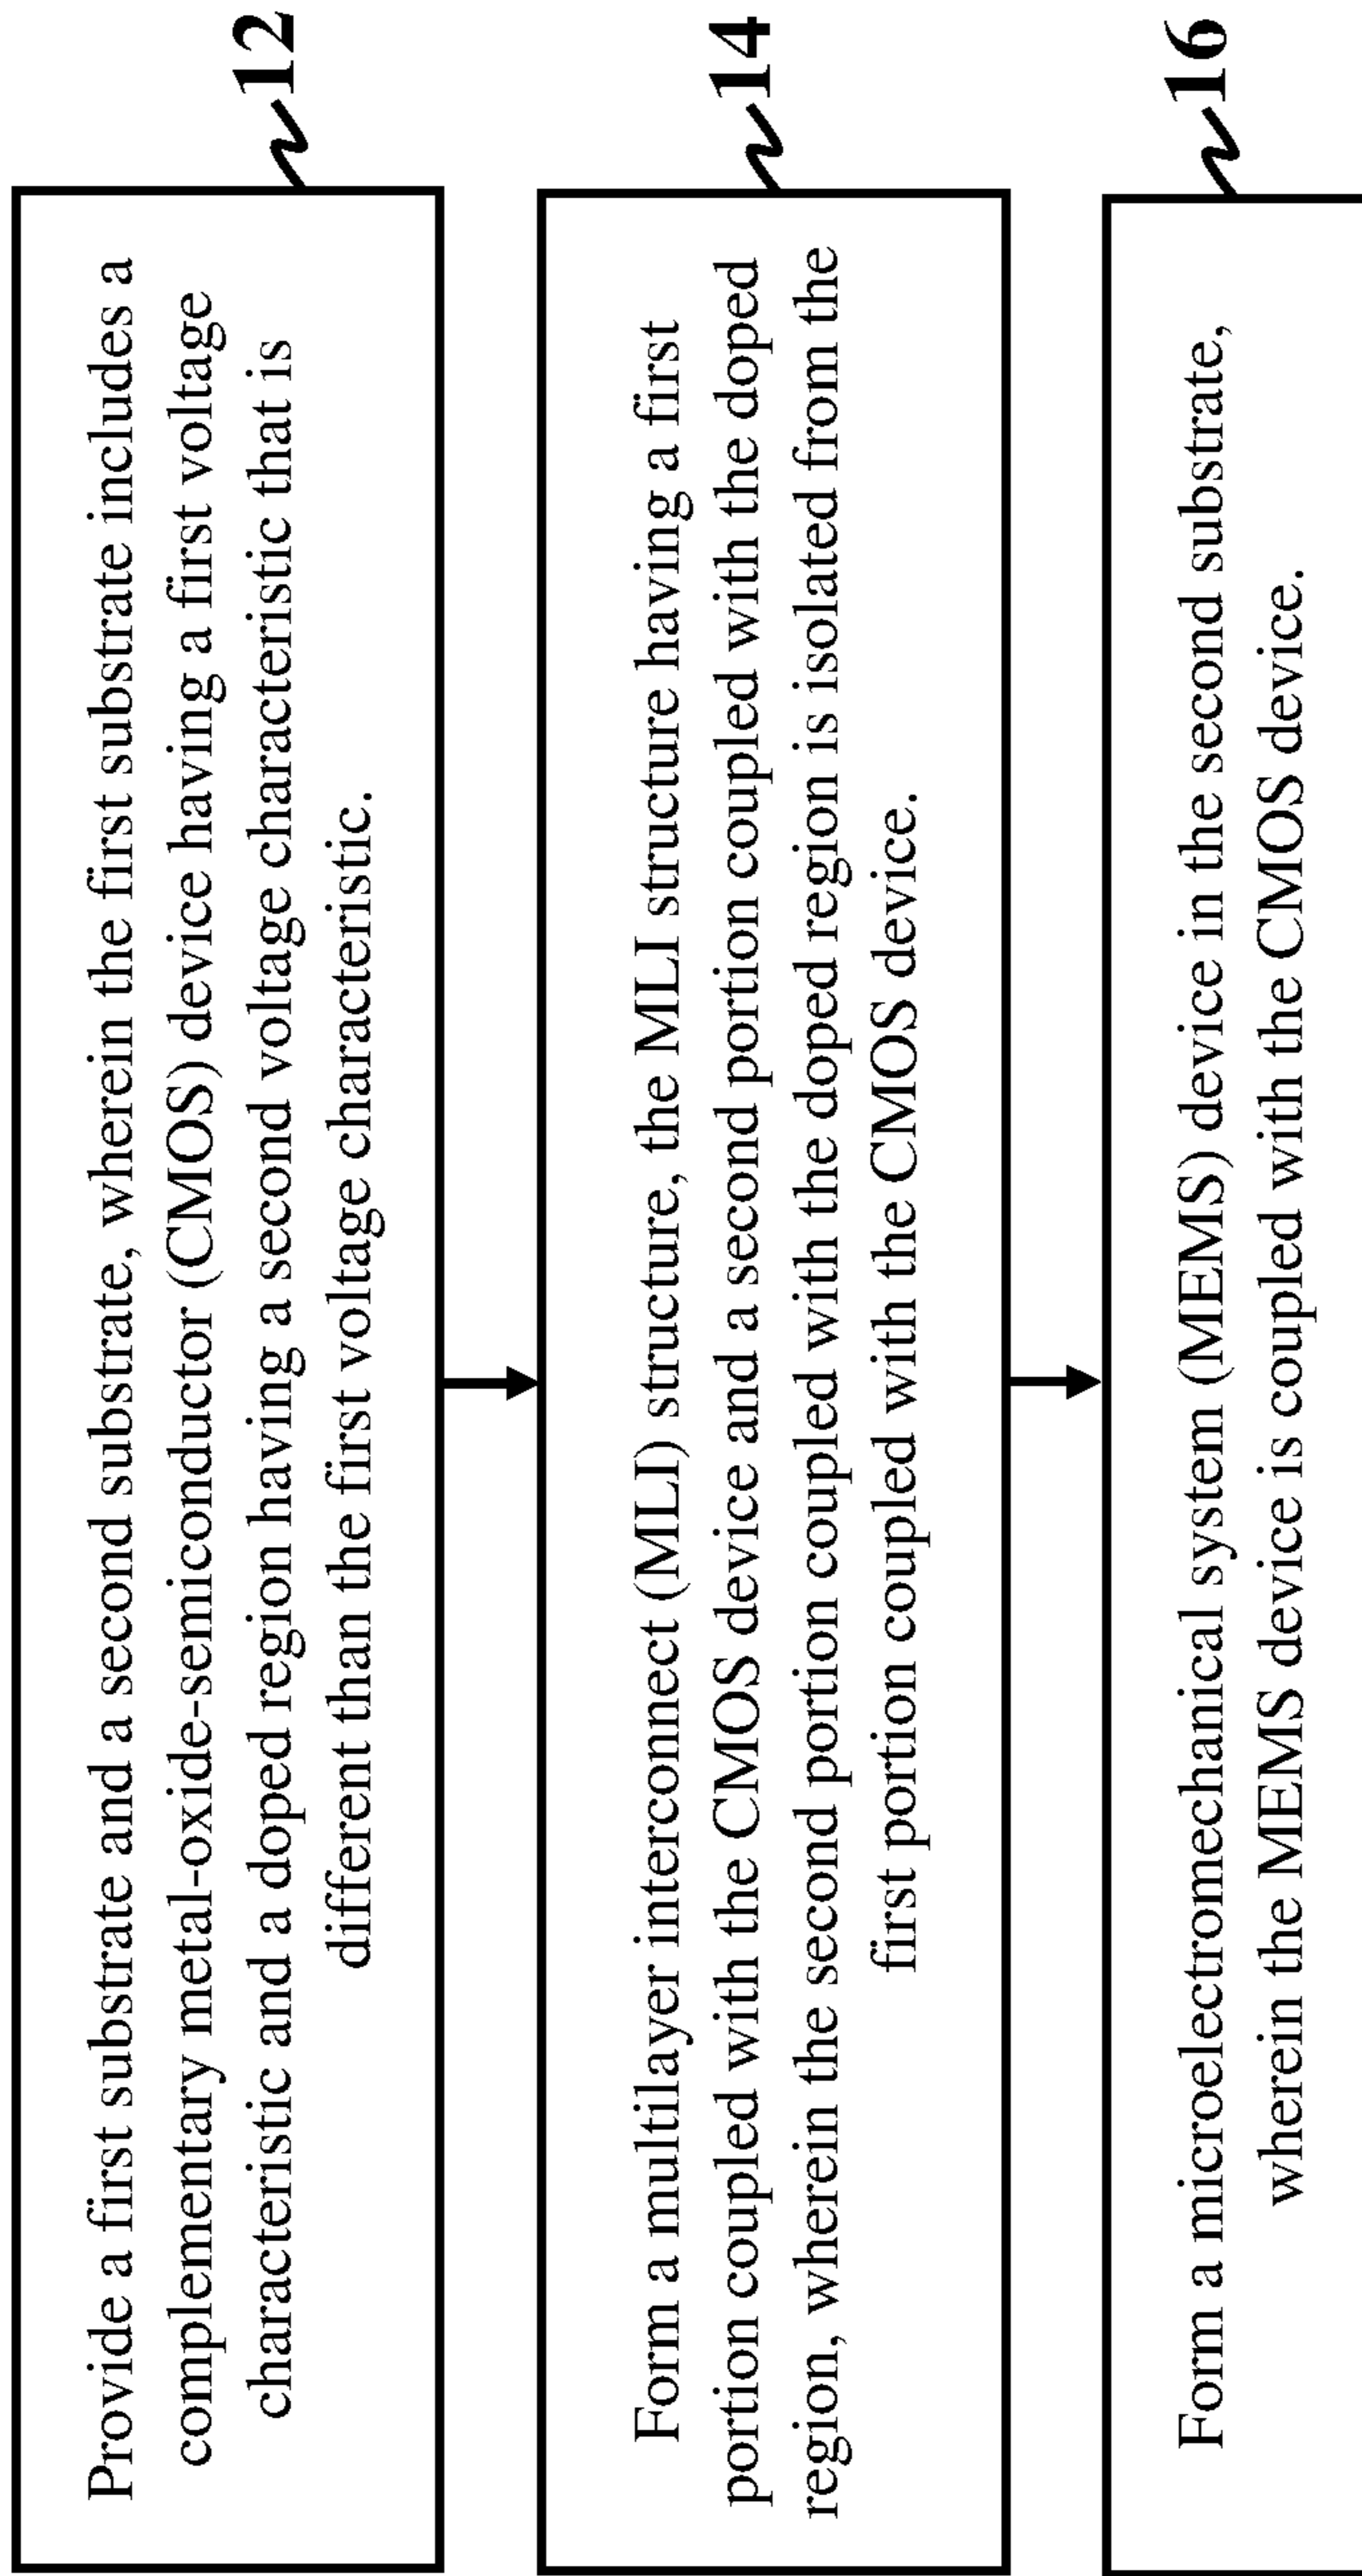 Provide a first substrate and a second substrate, wherein the first substrate includes a
complementary metal-oxide-semiconductor (CMOS) device having a first voltage
characteristic and a doped region having a second voltage characteristic that is
different than the first voltage characteristic.
12
Form a multilayer interconnect (MLI) structure, the MLI structure having a first
portion coupled with the CMOS device and a second portion coupled with the doped
region, wherein the second portion coupled with the doped region is isolated from the
first portion coupled with the CMOS device.
14
Form a microelectromechanical system (MEMS) device in the second substrate,
wherein the MEMS device is coupled with the CMOS device.
16